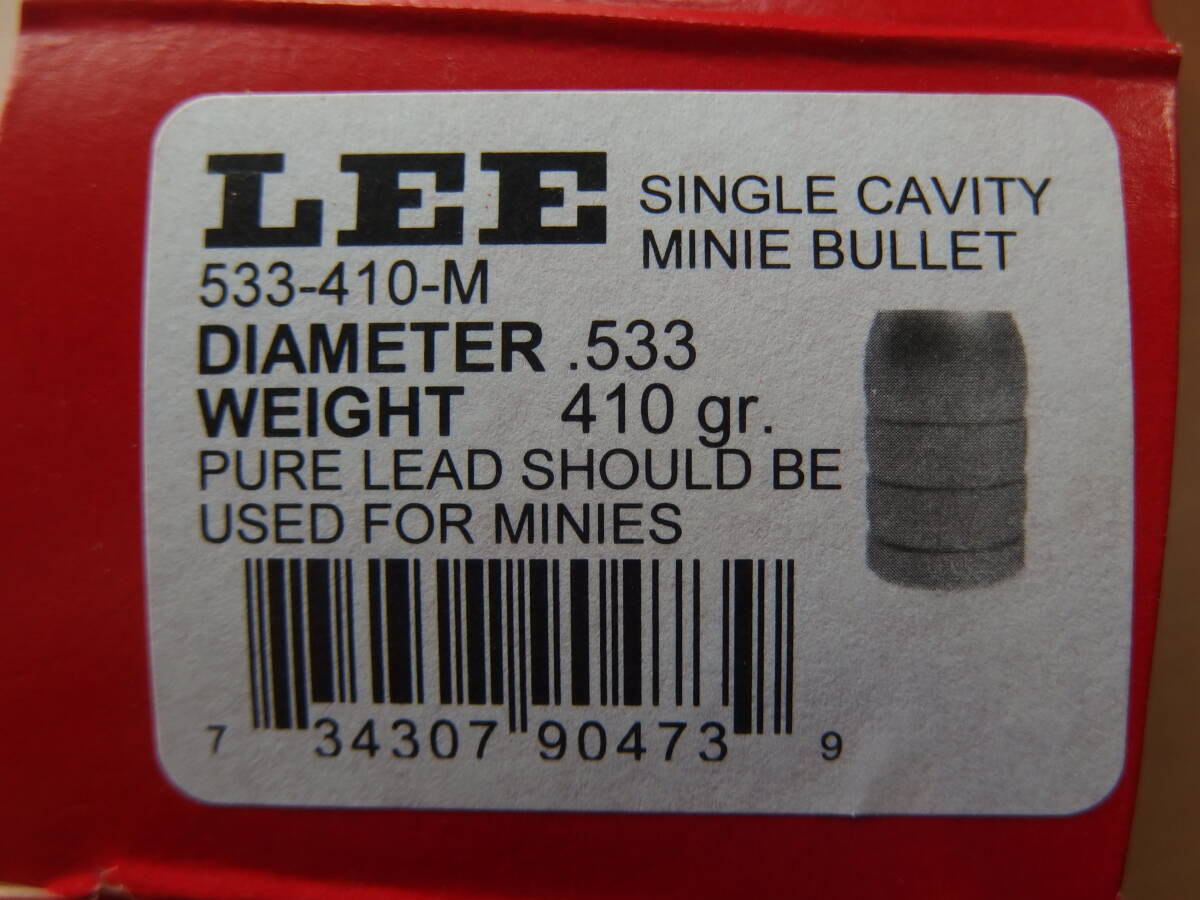 LEE
SINGLE CAVITY
MINIE BULLET
533-410-M
DIAMETER .533
WEIGHT 410 gr.
PURE LEAD SHOULD BE
USED FOR MINIES
7 34307 90473 9